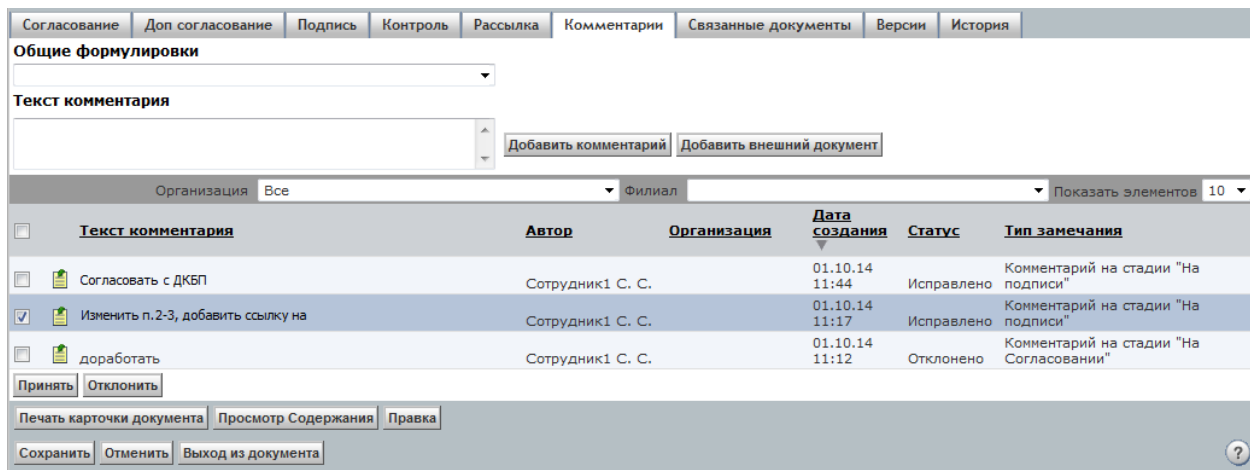 Согласование Доп согласование Подпись Контроль Рассылка Комментарии Связанные документы Версии История
Общие формулировки
Текст комментария
Добавить комментарий Добавить внешний документ
Организация Все Филиал Показать элементов 10
Текст комментария Автор Организация Дата создания Статус Тип замечания
Согласовать с ДКБП Сотрудник1 С. С. 01.10.14 11:44 Исправлено Комментарий на стадии "На подписи"
Изменить п.2-3, добавить ссылку на Сотрудник1 С. С. 01.10.14 11:17 Исправлено Комментарий на стадии "На подписи"
доработать Сотрудник1 С. С. 01.10.14 11:12 Отклонено Комментарий на стадии "На Согласовании"
Принять Отклонить
Печать карточки документа Просмотр Содержания Правка
Сохранить Отменить Выход из документа ?